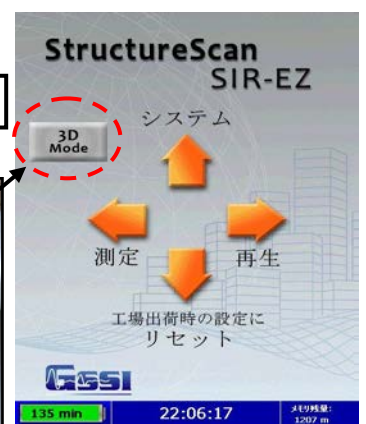 StructureScan
SIR-EZ
システム
3D
Mode
測定
再生
工場出荷時の設定に
リセット
GSSI
135 min
22:06:17
メモリ残量:
1207 m